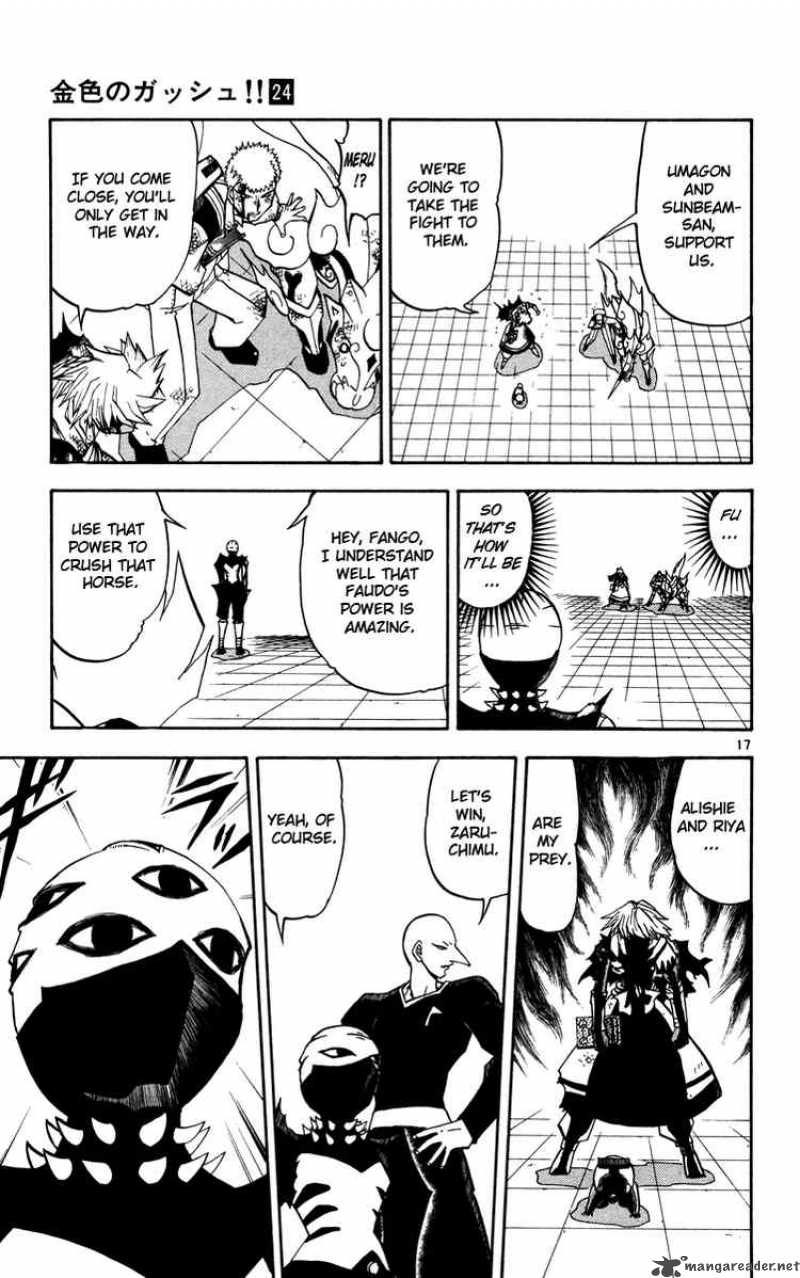 金色のガッシュ!! 24
UMAGON
AND
SUNBEAM-
SAN,
SUPPORT
US.
WE'RE
GOING TO
TAKE THE
FIGHT TO
THEM.
MERU
!?
IF YOU COME
CLOSE, YOU'LL
ONLY GET IN
THE WAY.
FU
...
SO
THAT'S
HOW
IT'LL BE
...
HEY, FANGO,
I UNDERSTAND
WELL THAT
FAUDO'S
POWER IS
AMAZING.
USE THAT
POWER TO
CRUSH THAT
HORSE.
17
ALISHIE
AND RIYA
...
ARE
MY
PREY.
LET'S
WIN,
ZARU-
CHIMU.
YEAH, OF
COURSE.
mangareader.net